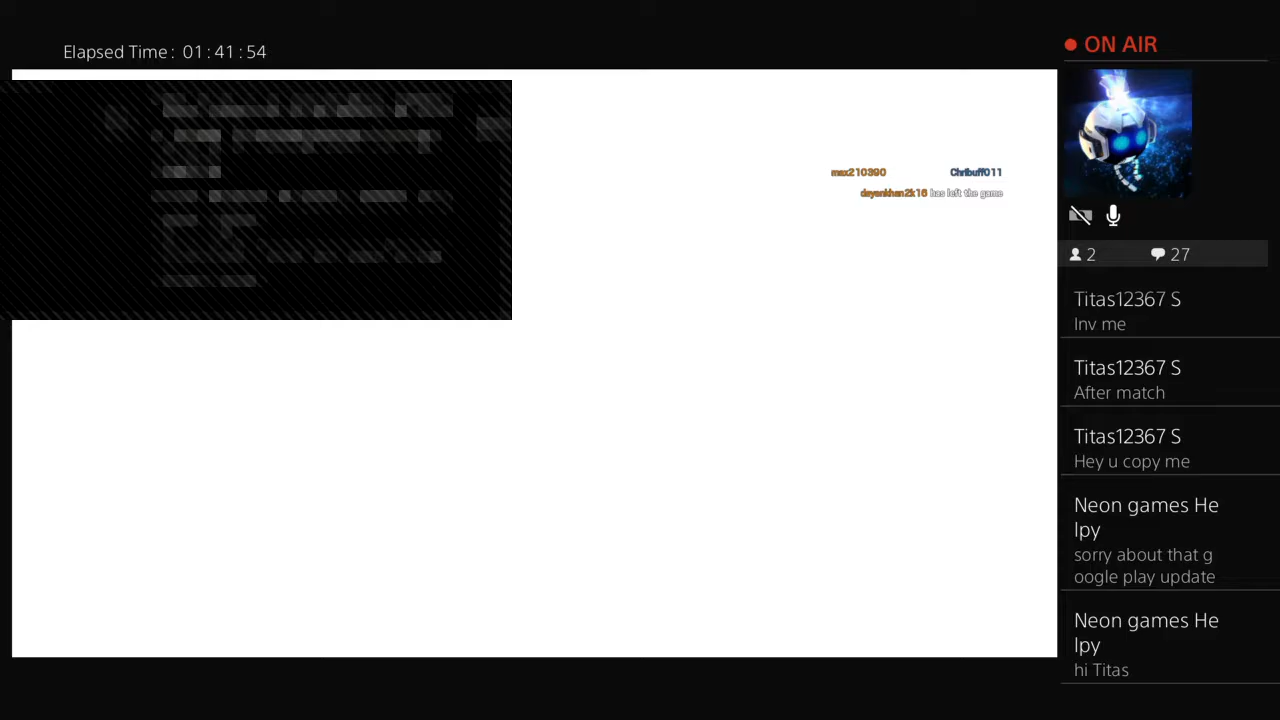 Elapsed Time: 01:41:54
ON AIR
max210390 Chribuff011
dayankhan2k16 has left the game
2 27
Titas12367 S
Inv me
Titas12367 S
After match
Titas12367 S
Hey u copy me
Neon games He
lpy
sorry about that g
oogle play update
Neon games He
lpy
hi Titas